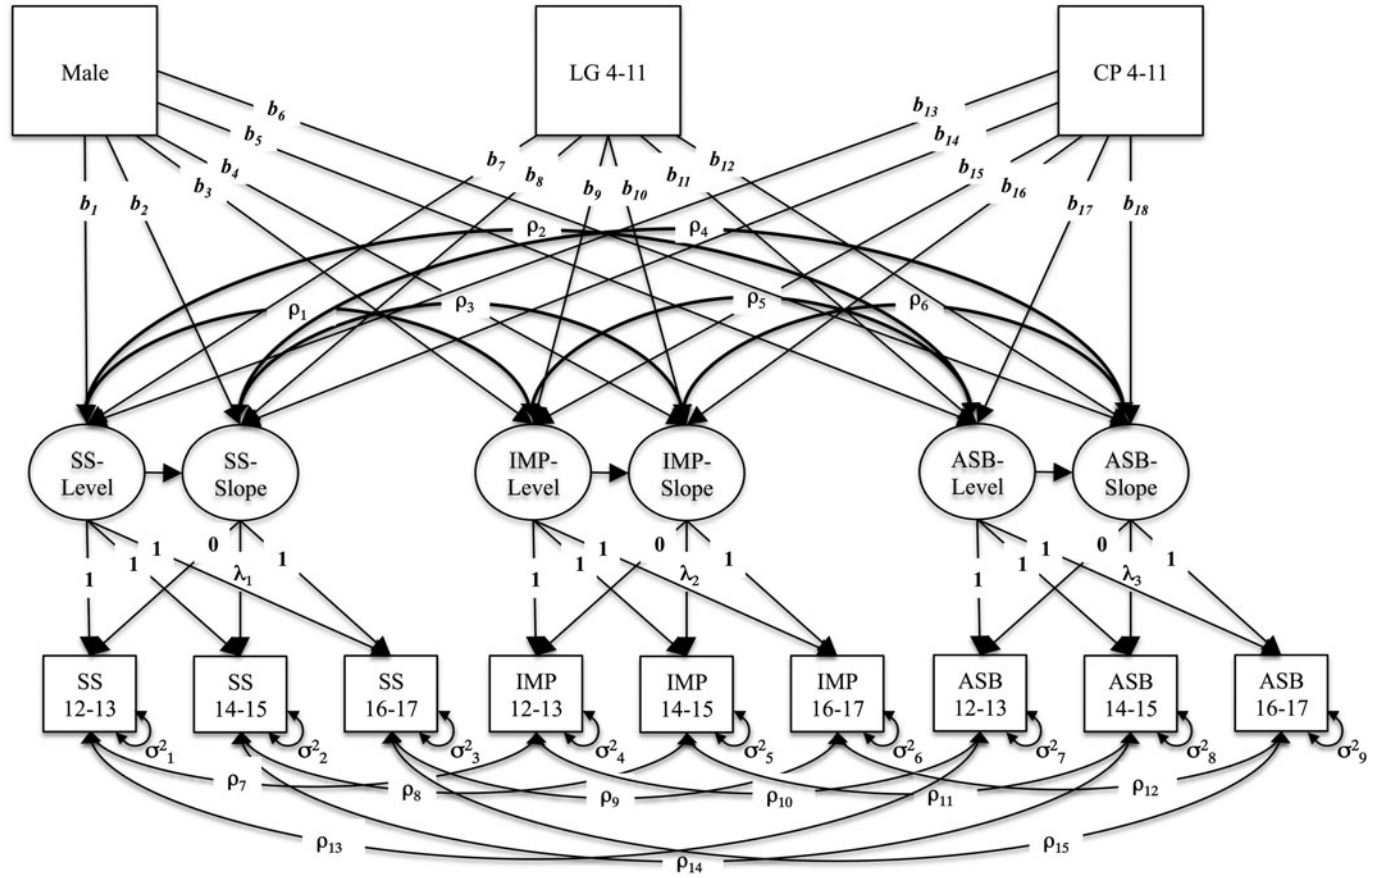 Male
LG 4-11
CP 4-11
b₆
b₅
b₄
b₃
b₁
b₂
b₇
b₈
b₉
b₁₀
b₁₁
b₁₂
b₁₃
b₁₄
b₁₅
b₁₆
b₁₇
b₁₈
ρ₂
ρ₄
ρ₁
ρ₃
ρ₅
ρ₆
SS-
Level
SS-
Slope
IMP-
Level
IMP-
Slope
ASB-
Level
ASB-
Slope
1
1
1
0
λ₁
1
1
1
1
0
λ₂
1
1
1
1
0
λ₃
1
SS
12-13
SS
14-15
SS
16-17
IMP
12-13
IMP
14-15
IMP
16-17
ASB
12-13
ASB
14-15
ASB
16-17
σ²₁
σ²₂
σ²₃
σ²₄
σ²₅
σ²₆
σ²₇
σ²₈
σ²₉
ρ₇
ρ₈
ρ₉
ρ₁₀
ρ₁₁
ρ₁₂
ρ₁₃
ρ₁₄
ρ₁₅